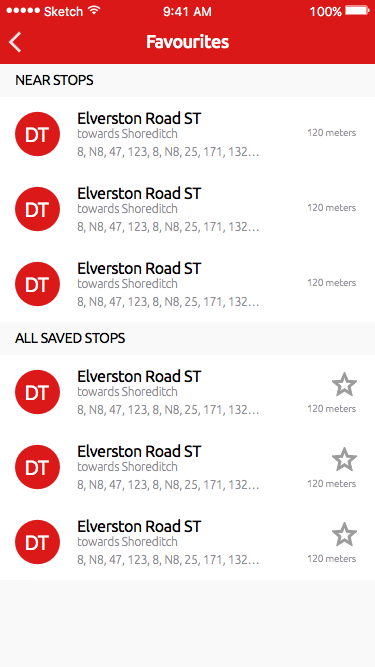 Sketch 9:41 AM 100%
Favourites
NEAR STOPS
Elverston Road ST
towards Shoreditch
120 meters
DT
8, N8, 47, 123, 8, N8, 25, 171, 132...
Elverston Road ST
towards Shoreditch
120 meters
DT
8, N8, 47, 123, 8, N8, 25, 171, 132...
Elverston Road ST
towards Shoreditch
120 meters
DT
8, N8, 47, 123, 8, N8, 25, 171, 132...
ALL SAVED STOPS
Elverston Road ST
towards Shoreditch
DT
8, N8, 47, 123, 8, N8, 25, 171, 132...
120 meters
Elverston Road ST
towards Shoreditch
DT
8, N8, 47, 123, 8, N8, 25, 171, 132...
120 meters
Elverston Road ST
towards Shoreditch
DT
8, N8, 47, 123, 8, N8, 25, 171, 132...
120 meters